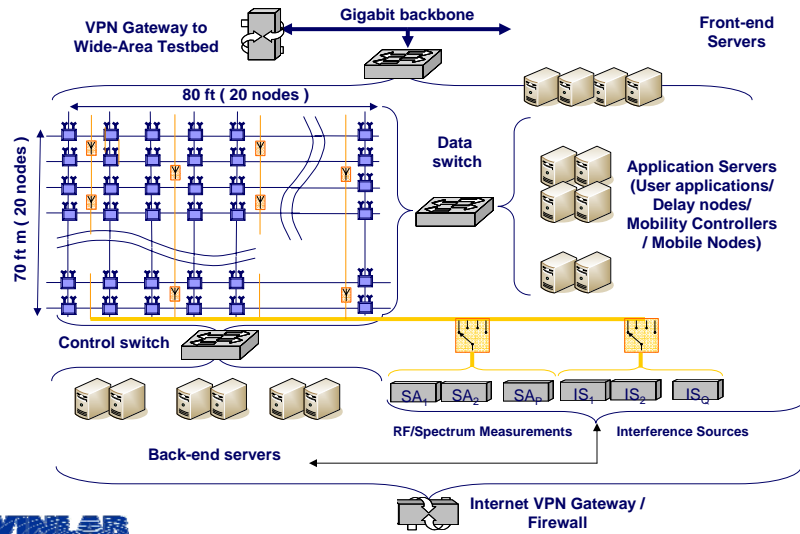 Gigabit backbone
VPN Gateway to
Wide-Area Testbed
Front-end
Servers
80 ft ( 20 nodes )
70 ft m ( 20 nodes )
Data
switch
Application Servers
(User applications/
Delay nodes/
Mobility Controllers
/ Mobile Nodes)
Control switch
SA1
SA2
SAP
IS1
IS2
ISQ
RF/Spectrum Measurements
Interference Sources
Back-end servers
Internet VPN Gateway /
Firewall
WINLAB